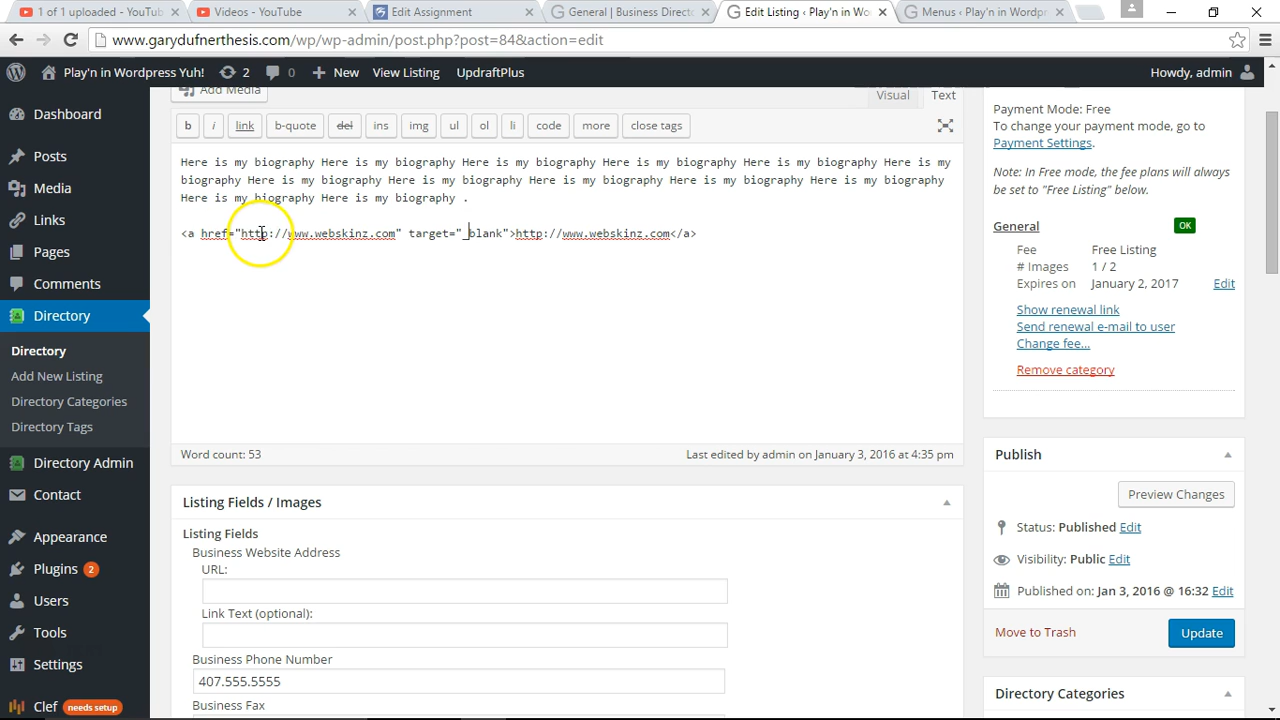 1 of 1 uploaded - YouTu
Videos - YouTube
Edit Assignment
General | Business Direct
Edit Listing ‹ Play'n in Wo
Menus ‹ Play'n in Wordpr
www.garydufnerthesis.com/wp/wp-admin/post.php?post=84&action=edit
Play'n in Wordpress Yuh!
2
0
New
View Listing
UpdraftPlus
Howdy, admin
Dashboard
Posts
Media
Links
Pages
Comments
Directory
Directory
Add New Listing
Directory Categories
Directory Tags
Directory Admin
Contact
Appearance
Plugins 2
Users
Tools
Settings
Clef needs setup
Add Media
Visual
Text
b
i
link
b-quote
del
ins
img
ul
ol
li
code
more
close tags
Here is my biography Here is my biography Here is my biography Here is my biography Here is my biography Here is my
biography Here is my biography Here is my biography Here is my biography Here is my biography Here is my biography
Here is my biography Here is my biography .
<a href="http://www.webskinz.com" target="_blank">http://www.webskinz.com</a>
Word count: 53
Last edited by admin on January 3, 2016 at 4:35 pm
Listing Fields / Images
Listing Fields
Business Website Address
URL:
Link Text (optional):
Business Phone Number
407.555.5555
Business Fax
Payment Mode: Free
To change your payment mode, go to
Payment Settings.
Note: In Free mode, the fee plans will always
be set to "Free Listing" below.
General
OK
Fee Free Listing
# Images 1 / 2
Expires on January 2, 2017 Edit
Show renewal link
Send renewal e-mail to user
Change fee...
Remove category
Publish
Preview Changes
Status: Published Edit
Visibility: Public Edit
Published on: Jan 3, 2016 @ 16:32 Edit
Move to Trash
Update
Directory Categories